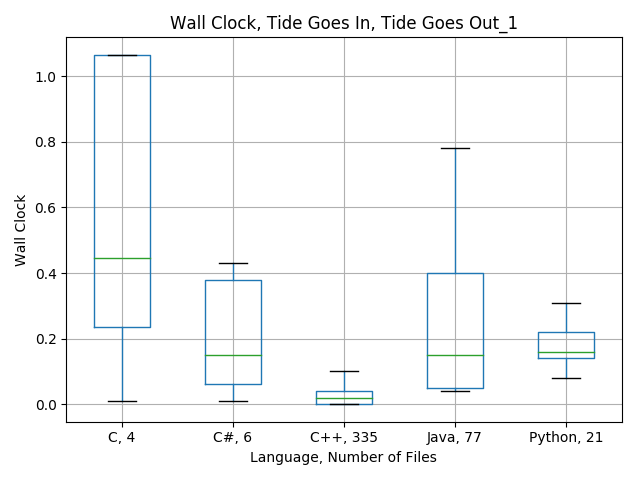 Wall Clock, Tide Goes In, Tide Goes Out_1
1.0
0.8
0.6
0.4
0.2
0.0
Wall Clock
C, 4
C#, 6
C++, 335
Java, 77
Python, 21
Language, Number of Files